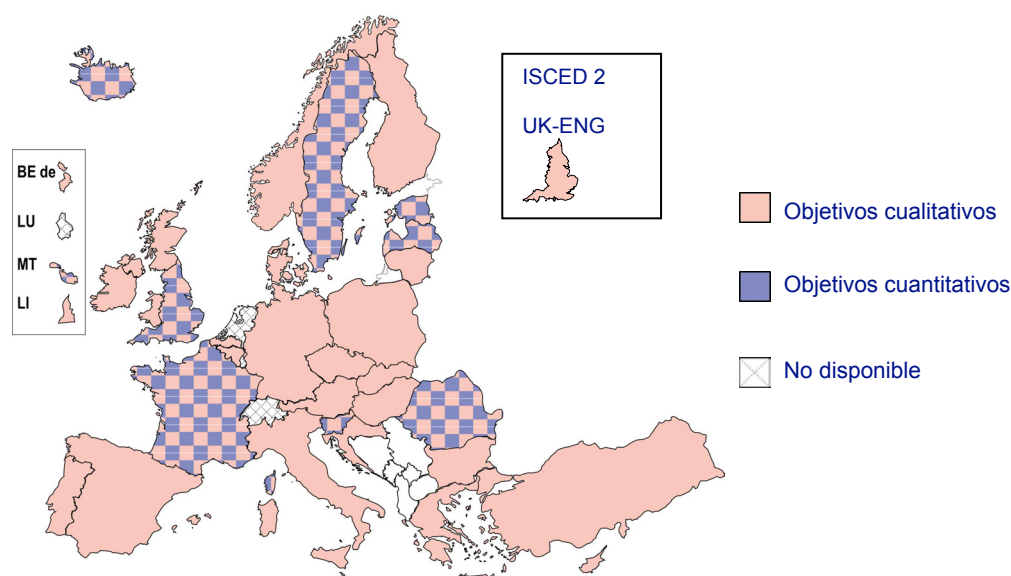 ISCED 2
UK-ENG
BE de
LU
MT
LI
Objetivos cualitativos
Objetivos cuantitativos
No disponible